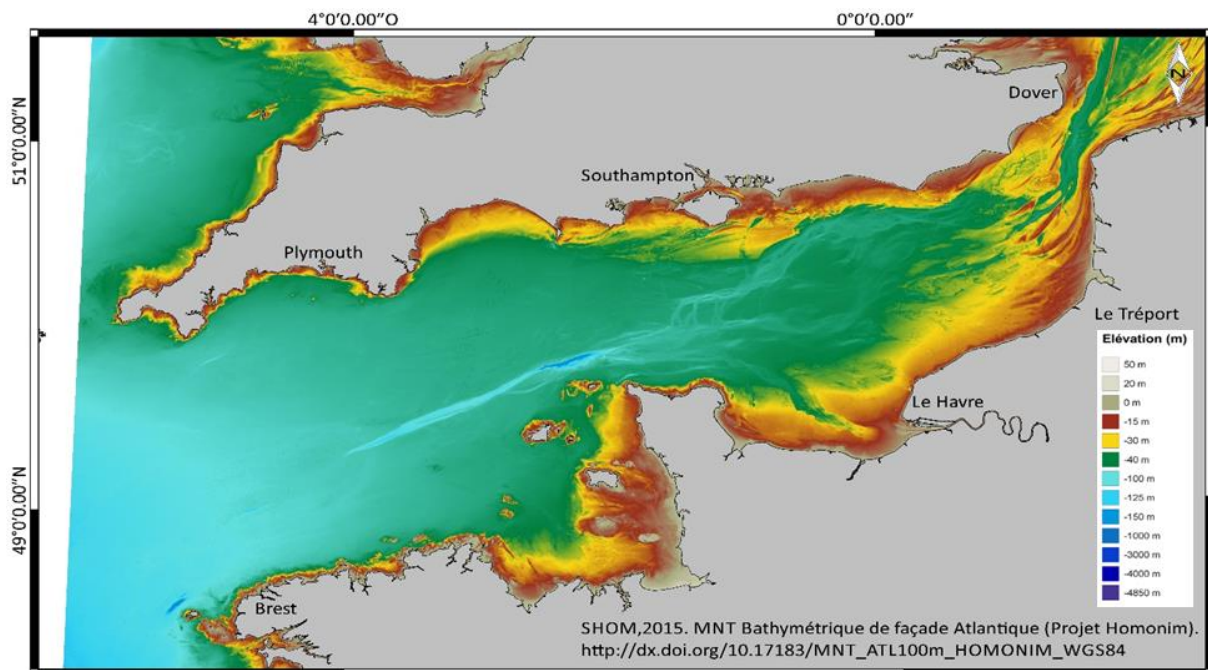 4°0'0.00"O
0°0'0.00"
N
Dover
51°0'0.00"N
Southampton
Plymouth
Le Tréport
Elévation (m)
50 m
20 m
0 m
-15 m
-30 m
-40 m
-100 m
-125 m
-150 m
-1000 m
-3000 m
-4000 m
-4850 m
Le Havre
49°0'0.00"N
Brest
SHOM,2015. MNT Bathymétrique de façade Atlantique (Projet Homonim).
http://dx.doi.org/10.17183/MNT_ATL100m_HOMONIM_WGS84